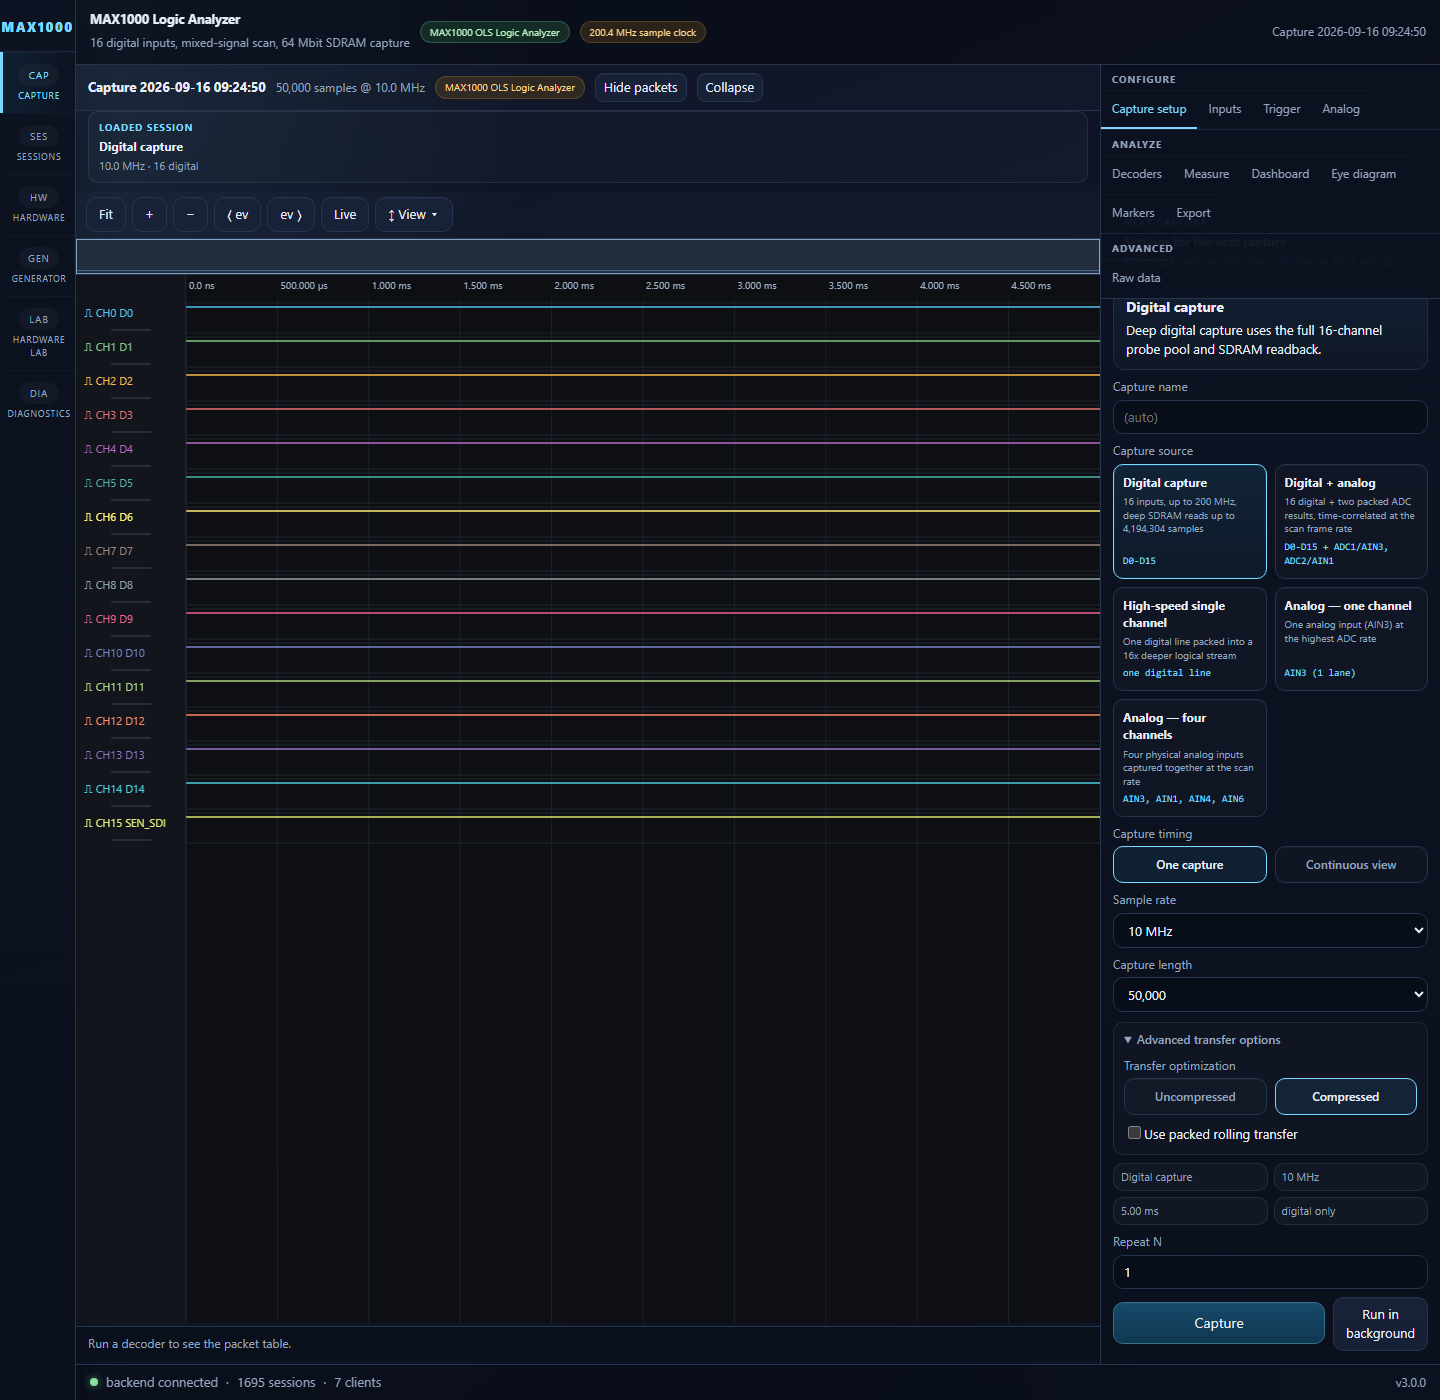 MAX1000
CAP
CAPTURE
SES
SESSIONS
HW
HARDWARE
GEN
GENERATOR
LAB
HARDWARE
LAB
DIA
DIAGNOSTICS
MAX1000 Logic Analyzer
16 digital inputs, mixed-signal scan, 64 Mbit SDRAM capture
MAX1000 OLS Logic Analyzer
200.4 MHz sample clock
Capture 2026-09-16 09:24:50
Capture 2026-09-16 09:24:50
50,000 samples @ 10.0 MHz
MAX1000 OLS Logic Analyzer
Hide packets
Collapse
LOADED SESSION
Digital capture
10.0 MHz · 16 digital
Fit
+
−
⟨ ev
ev ⟩
Live
↕ View ▾
0.0 ns
500.000 µs
1.000 ms
1.500 ms
2.000 ms
2.500 ms
3.000 ms
3.500 ms
4.000 ms
4.500 ms
CH0 D0
CH1 D1
CH2 D2
CH3 D3
CH4 D4
CH5 D5
CH6 D6
CH7 D7
CH8 D8
CH9 D9
CH10 D10
CH11 D11
CH12 D12
CH13 D13
CH14 D14
CH15 SEN_SDI
Run a decoder to see the packet table.
CONFIGURE
Capture setup
Inputs
Trigger
Analog
ANALYZE
Decoders
Measure
Dashboard
Eye diagram
Markers
Export
for the next capture
ADVANCED
Raw data
Digital capture
Deep digital capture uses the full 16-channel
probe pool and SDRAM readback.
Capture name
(auto)
Capture source
Digital capture
16 inputs, up to 200 MHz,
deep SDRAM reads up to
4,194,304 samples
D0-D15
Digital + analog
16 digital + two packed ADC
results, time-correlated at the
scan frame rate
D0-D15 + ADC1/AIN3,
ADC2/AIN1
High-speed single
channel
One digital line packed into a
16x deeper logical stream
one digital line
Analog — one channel
One analog input (AIN3) at
the highest ADC rate
AIN3 (1 lane)
Analog — four
channels
Four physical analog inputs
captured together at the scan
rate
AIN3, AIN1, AIN4, AIN6
Capture timing
One capture
Continuous view
Sample rate
10 MHz
Capture length
50,000
▼ Advanced transfer options
Transfer optimization
Uncompressed
Compressed
Use packed rolling transfer
Digital capture
10 MHz
5.00 ms
digital only
Repeat N
1
Capture
Run in
background
backend connected · 1695 sessions · 7 clients
v3.0.0